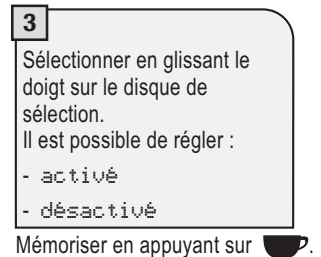 3
Sélectionner en glissant le
doigt sur le disque de
sélection.
Il est possible de régler :
- activé
- désactivé
Mémoriser en appuyant sur .